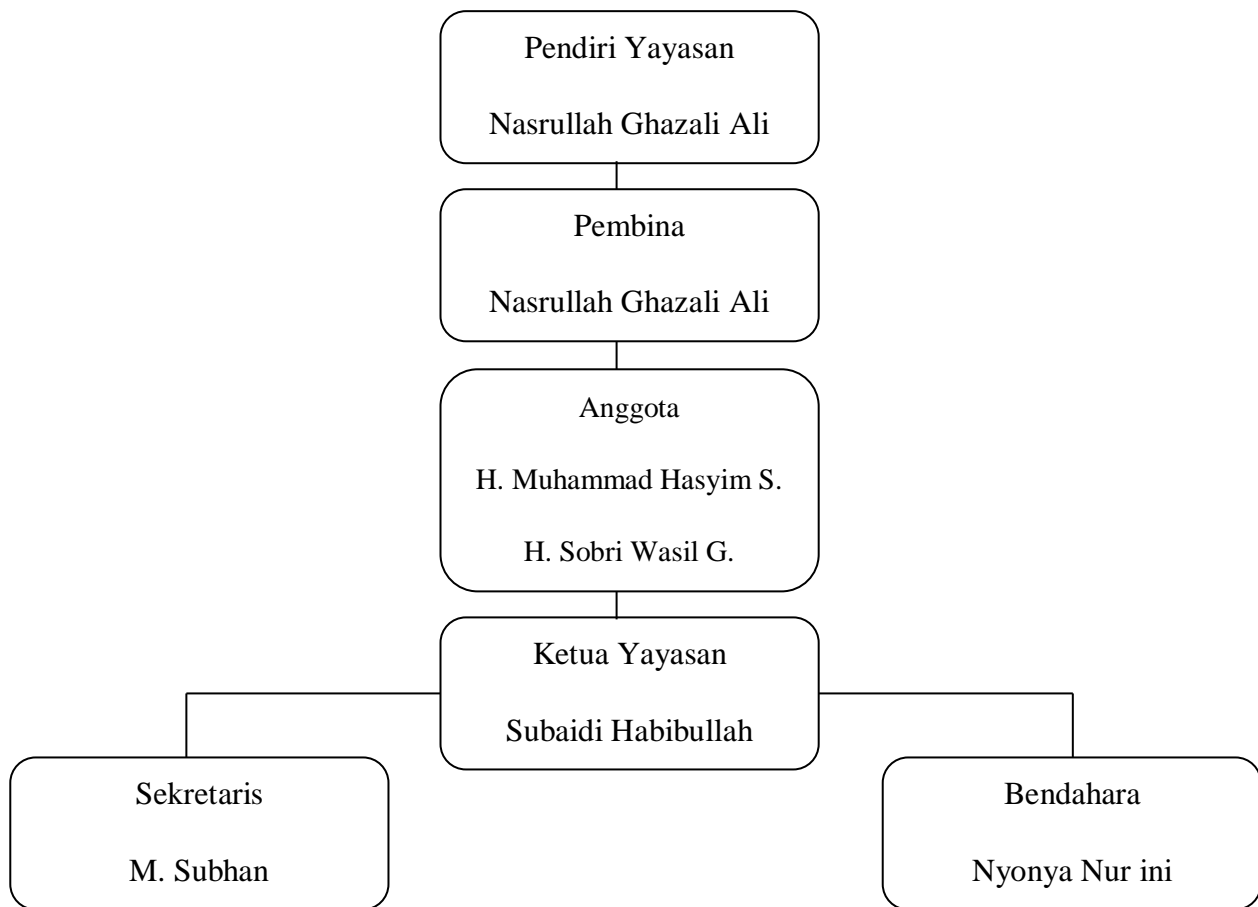 Pendiri Yayasan
Nasrullah Ghazali Ali
Pembina
Nasrullah Ghazali Ali
Anggota
H. Muhammad Hasyim S.
H. Sobri Wasil G.
Ketua Yayasan
Subaidi Habibullah
Sekretaris
M. Subhan
Bendahara
Nyonya Nur ini